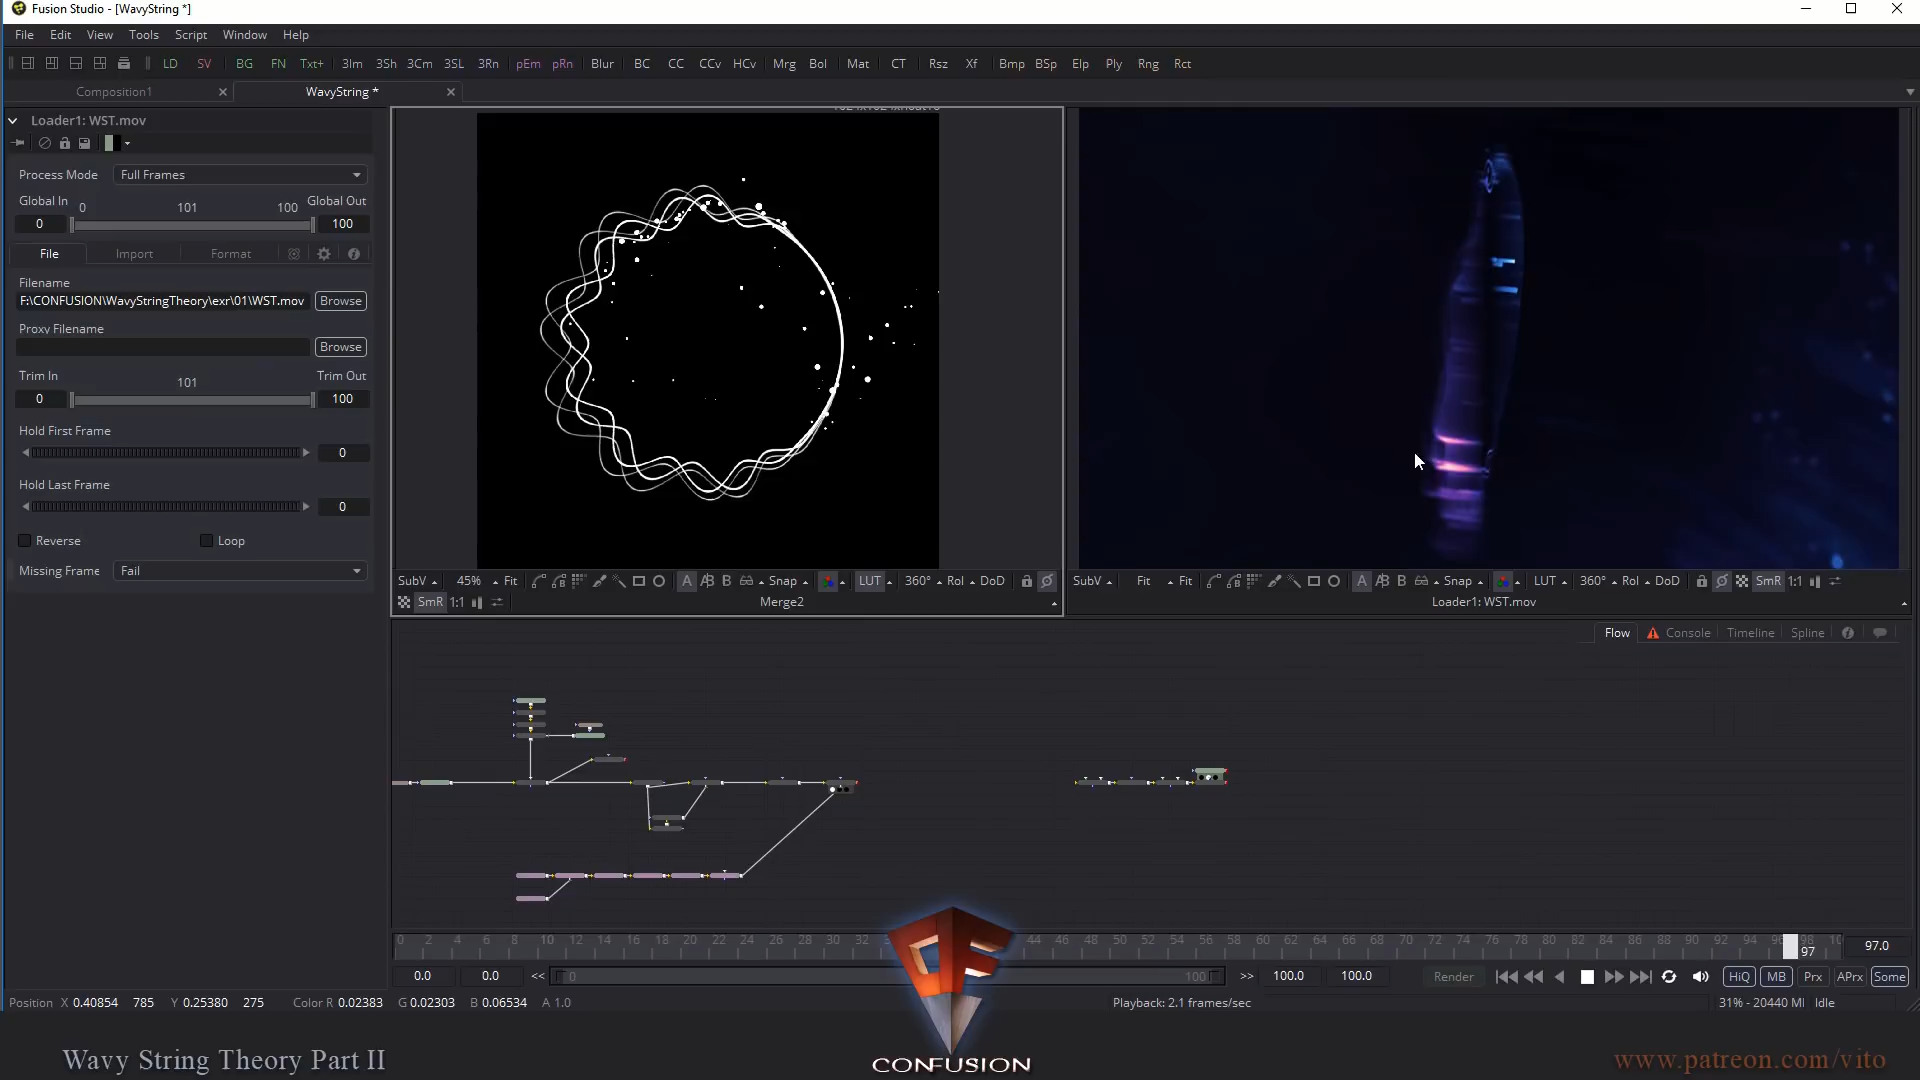 Fusion Studio - [WavyString *]
File Edit View Tools Script Window Help
LD SV BG FN Txt+ 3Im 3Sh 3Cm 3SL 3Rn pEm pRn Blur BC CC CCv HCv Mrg Bol Mat CT Rsz Xf Bmp BSp Elp Ply Rng Rct
Composition1 WavyString *
Loader1: WST.mov
Process Mode Full Frames
Global In 0 101 100 Global Out
0 100
File Import Format
Filename
F:\CONFUSION\WavyStringTheory\exr\01\WST.mov Browse
Proxy Filename
Browse
Trim In 101 Trim Out
0 100
Hold First Frame
0
Hold Last Frame
0
Reverse Loop
Missing Frame Fail
SubV 45% Fit A B Snap LUT 360° Rol DoD
SmR 1:1 Merge2
SubV Fit Fit A B Snap LUT 360° Rol DoD SmR 1:1
Loader1: WST.mov
Flow Console Timeline Spline
0 2 4 6 8 10 12 14 16 18 20 22 24 26 28 30 32 44 46 48 50 52 54 56 58 60 62 64 66 68 70 72 74 76 78 80 82 84 86 88 90 92 94 96 98 97 97.0
0.0 0.0 << 0 100 >> 100.0 100.0 Render HiQ MB Prx APrx Some
Position X 0.40854 785 Y 0.25380 275 Color R 0.02383 G 0.02303 B 0.06534 A 1.0 Playback: 2.1 frames/sec 31% - 20440 Idle
CONFUSION
Wavy String Theory Part II
www.patreon.com/vito